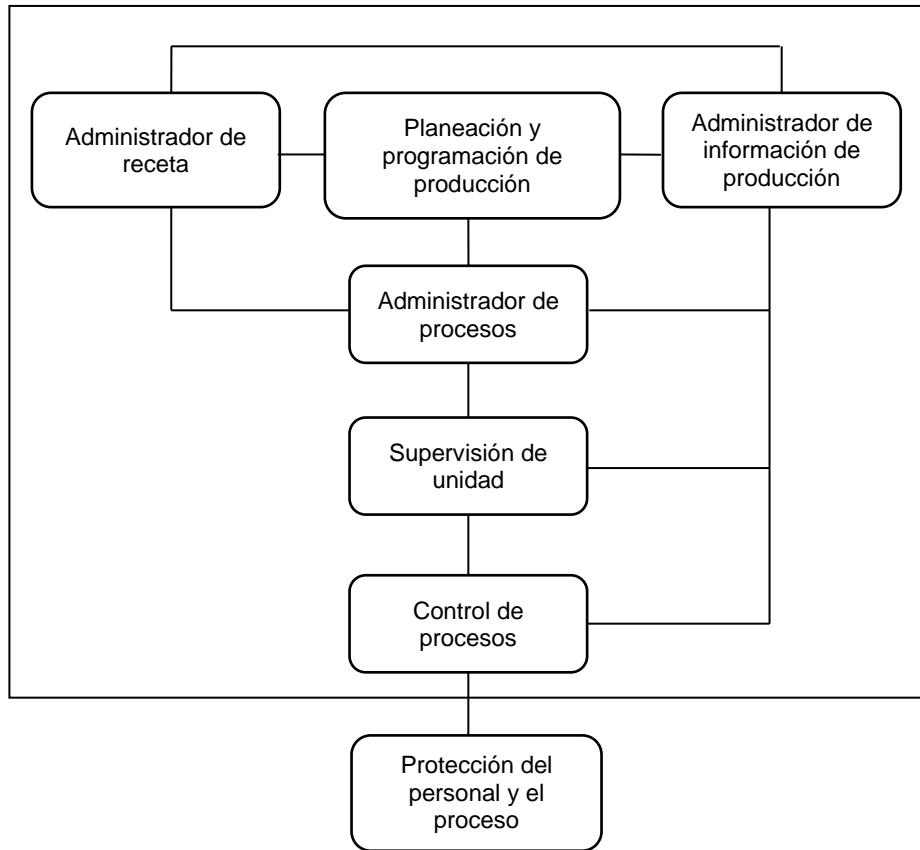 Administrador de
receta
Planeación y
programación de
producción
Administrador de
información de
producción
Administrador de
procesos
Supervisión de
unidad
Control de
procesos
Protección del
personal y el
proceso